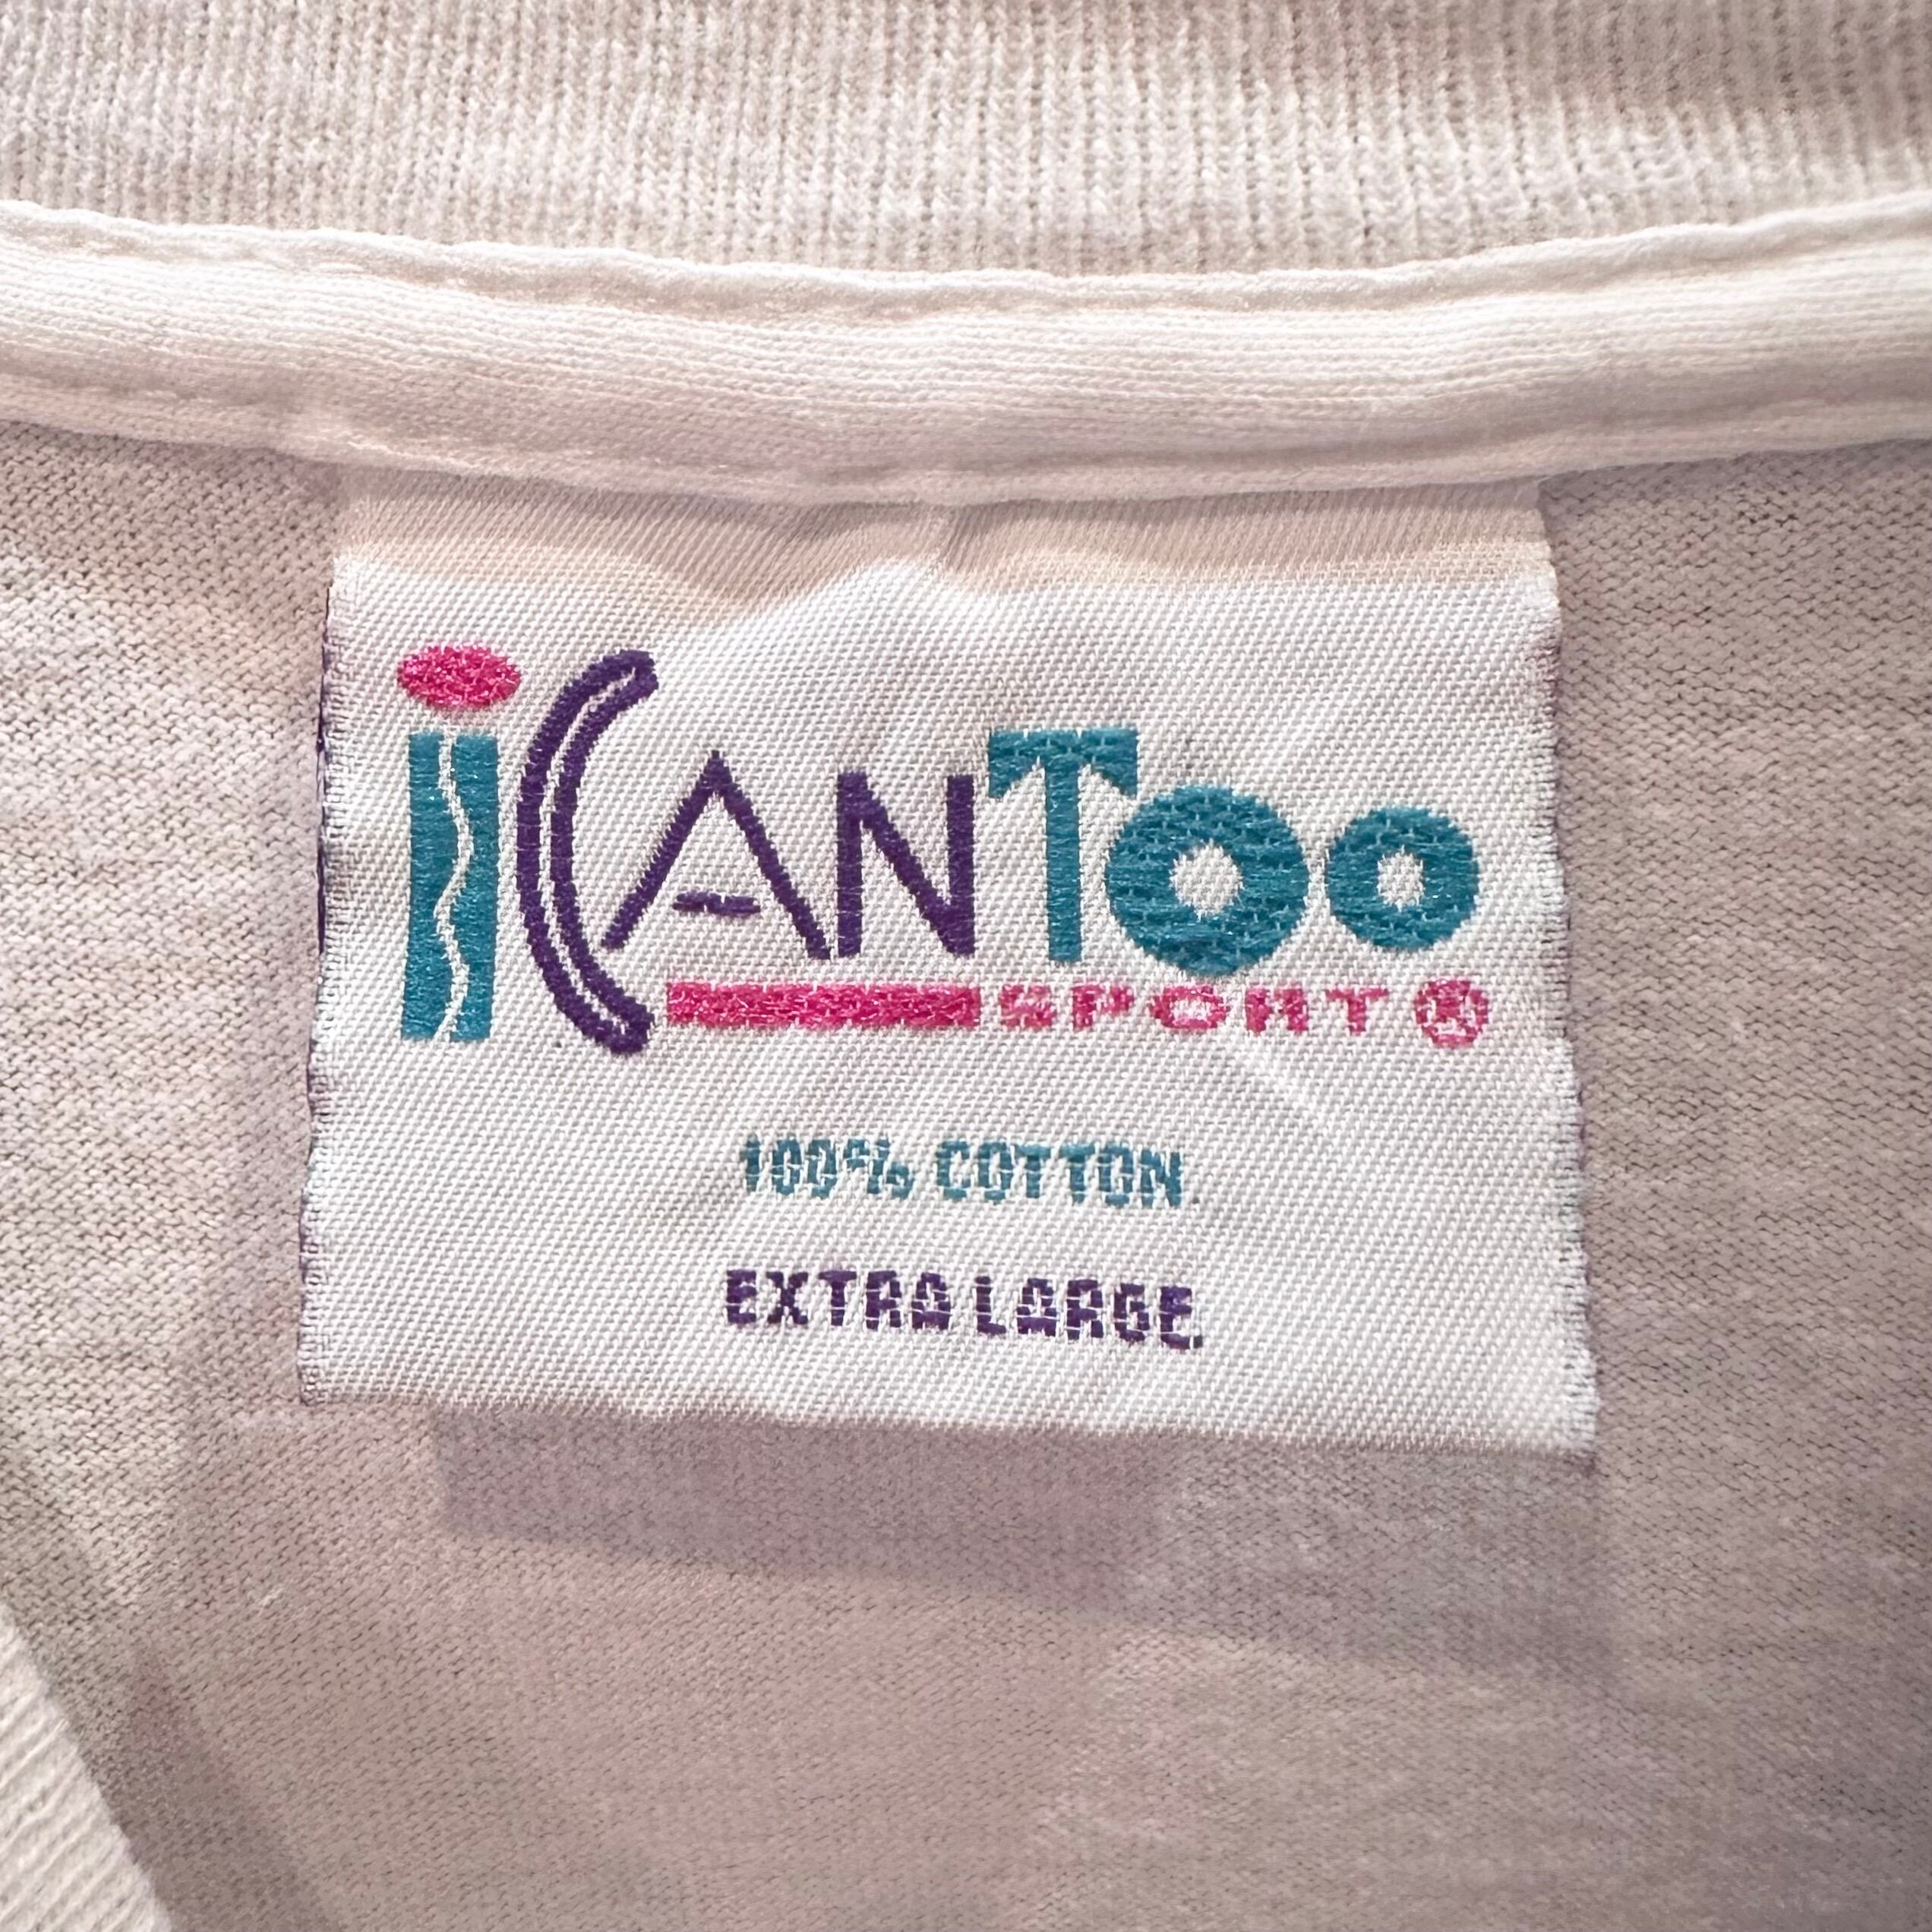 iCANToo
SPORT®
100% COTTON
EXTRA LARGE